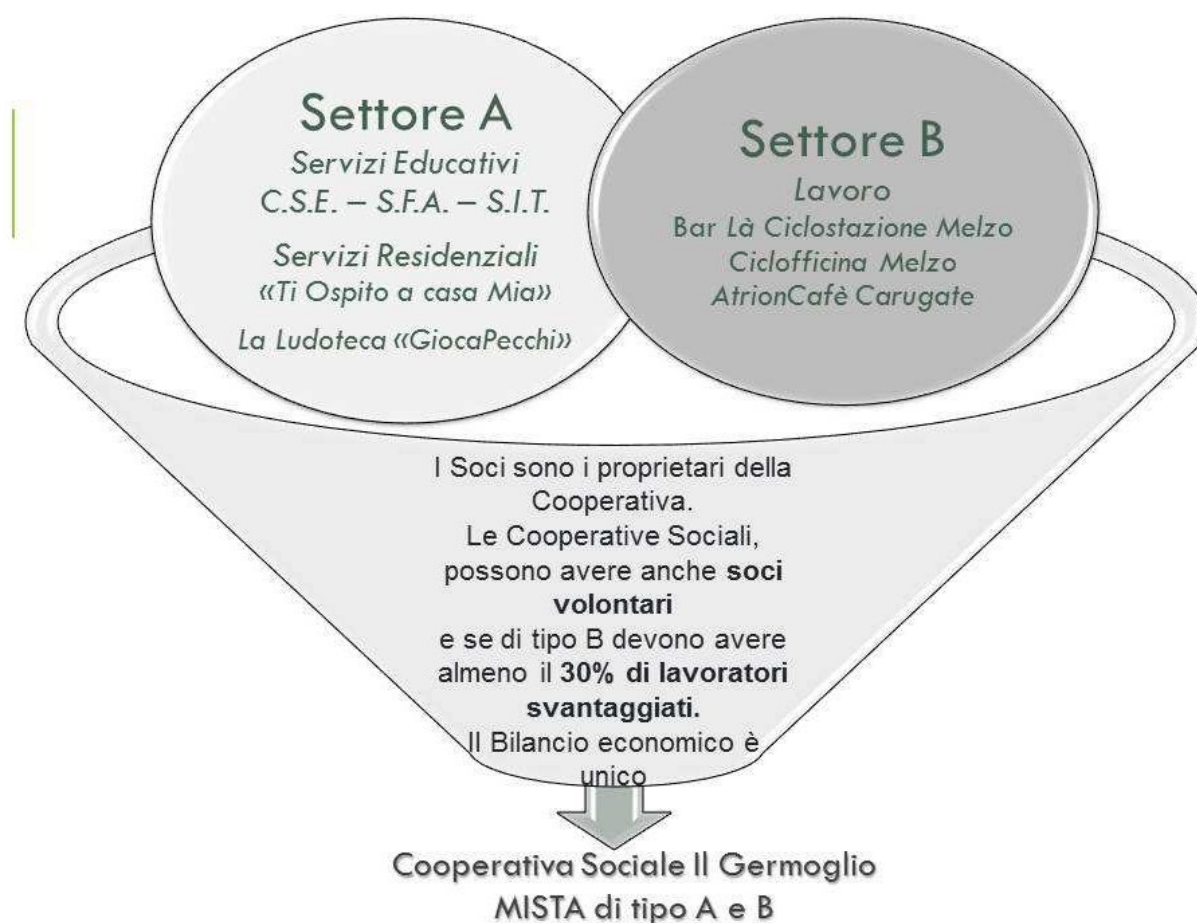 Settore A
Servizi Educativi
C.S.E. – S.F.A. – S.I.T.
Servizi Residenziali
«Ti Ospito a casa Mia»
La Ludoteca «GiocaPecchi»
Settore B
Lavoro
Bar Là Ciclostazione Melzo
Ciclofficina Melzo
AtrionCafè Carugate
I Soci sono i proprietari della
Cooperativa.
Le Cooperative Sociali,
possono avere anche soci
volontari
e se di tipo B devono avere
almeno il 30% di lavoratori
svantaggiati.
Il Bilancio economico è
unico
Cooperativa Sociale Il Germoglio
MISTA di tipo A e B